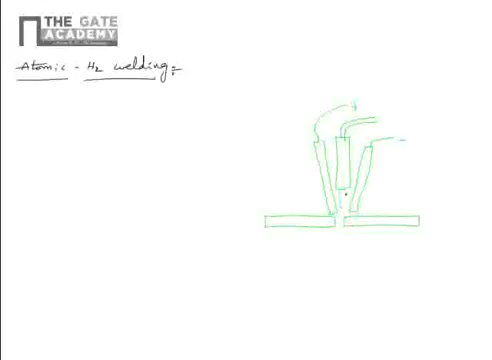 THE GATE
ACADEMY
Atomic - H2 welding:-
+
-